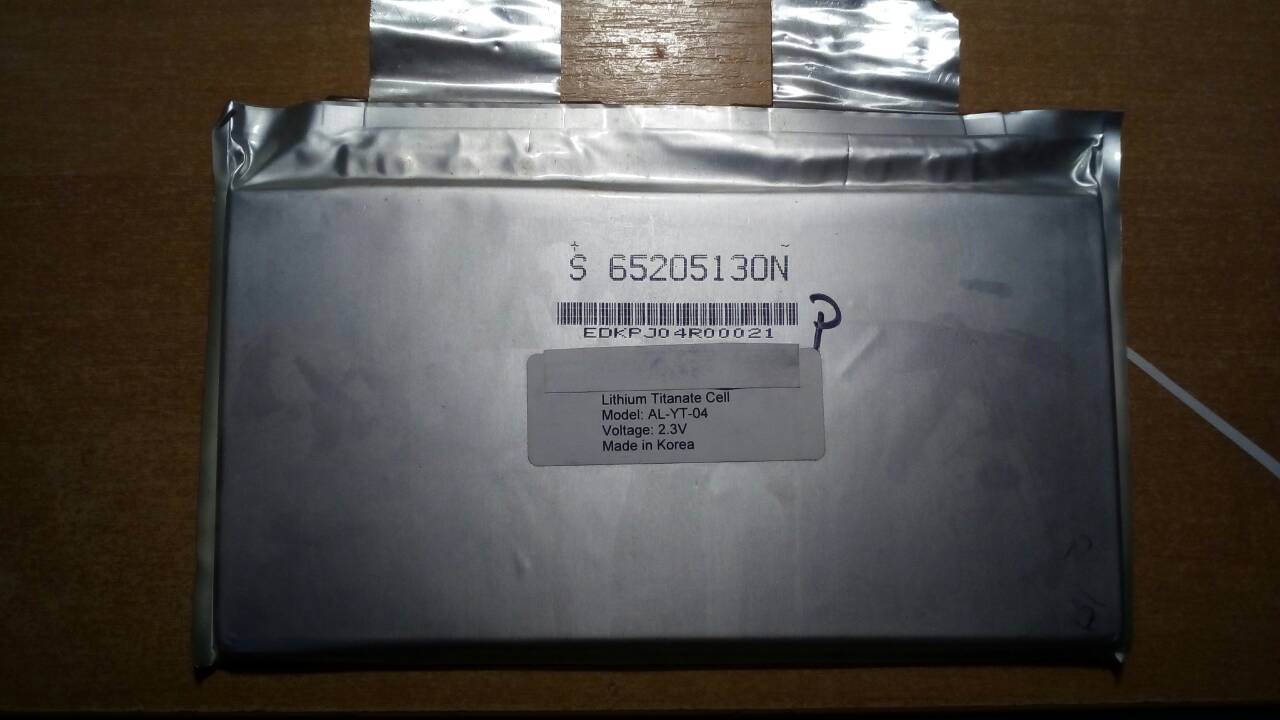 + ~
S 65205130N
EDKPJ04R00021
P
Lithium Titanate Cell
Model: AL-YT-04
Voltage: 2.3V
Made in Korea